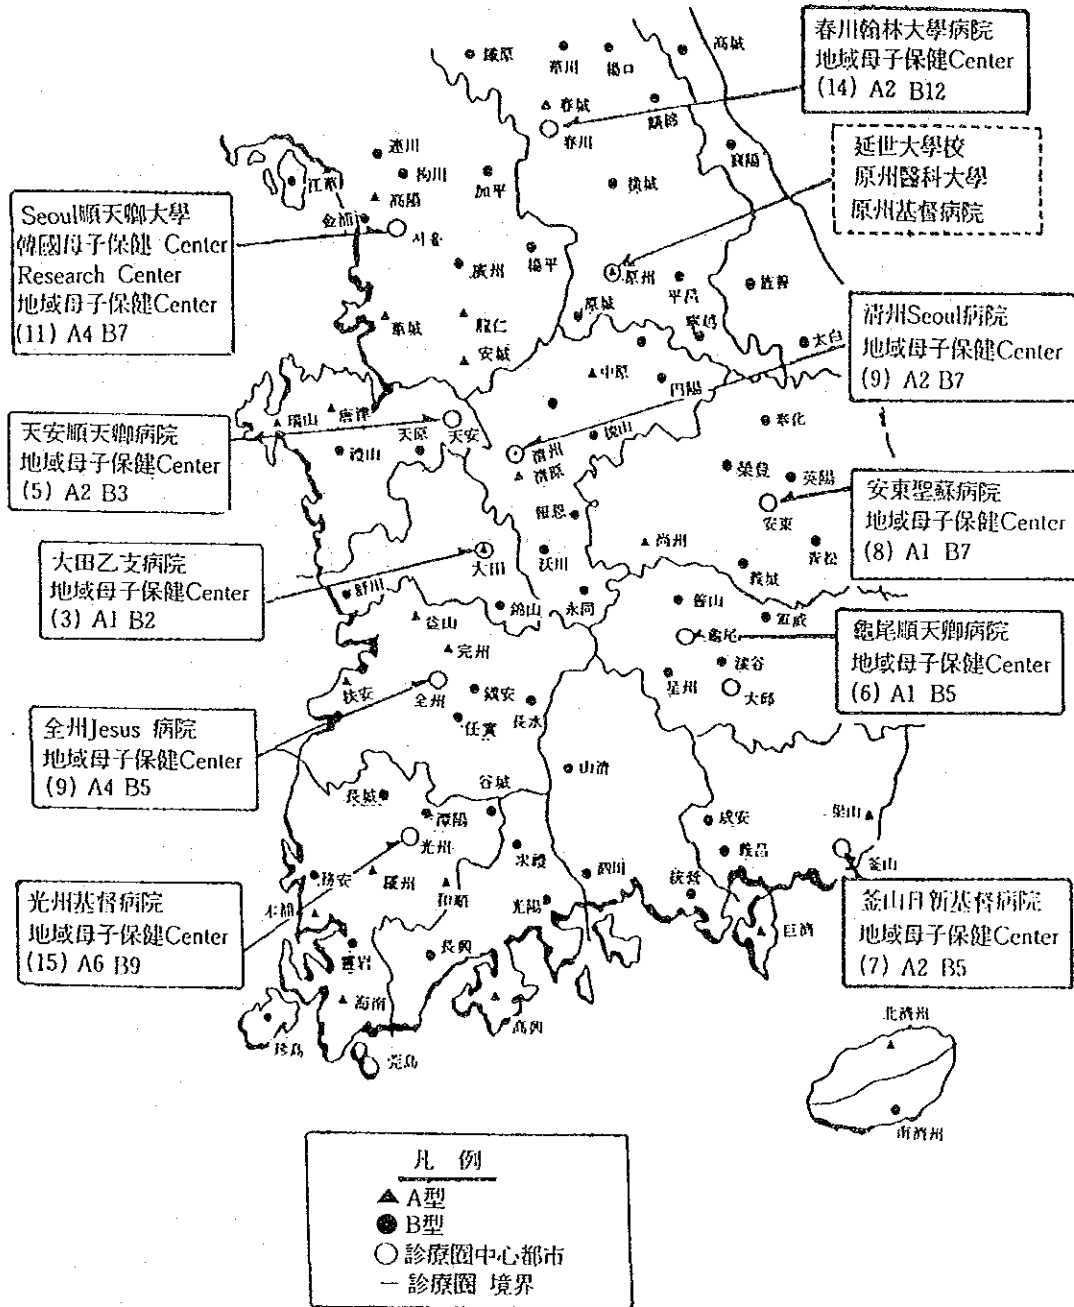 春川翰林大學病院
地域母子保健Center
(14) A2 B12
延世大學校
原州醫科大學
原州基督病院
Seoul順天鄉大學
韓國母子保健 Center
Research Center
地域母子保健Center
(11) A4 B7
淸州Seoul病院
地域母子保健Center
(9) A2 B7
天安順天鄉病院
地域母子保健Center
(5) A2 B3
安東聖蘇病院
地域母子保健Center
(8) A1 B7
大田乙支病院
地域母子保健Center
(3) A1 B2
龜尾順天鄉病院
地域母子保健Center
(6) A1 B5
全州Jesus 病院
地域母子保健Center
(9) A4 B5
光州基督病院
地域母子保健Center
(15) A6 B9
釜山日新基督病院
地域母子保健Center
(7) A2 B5
鐵原
華川
楊口
高城
春城
春川
麟蹄
襄陽
漣川
抱川
加平
橫城
江華
高陽
金浦
서울
廣州
楊平
原州
平昌
旌善
華城
龍仁
安城
原城
寧越
太白
中原
丹陽
瑞山
唐津
天原
天安
禮山
淸州
淸原
槐山
奉化
榮豊
英陽
安東
靑松
報恩
尙州
義城
大田
沃川
舒川
錦山
永同
善山
軍威
益山
完州
龜尾
漆谷
星州
大邱
扶安
全州
鎭安
任實
長水
長城
潭陽
谷城
山淸
光州
求禮
咸安
義昌
梁山
釜山
務安
羅州
和順
光陽
泗川
統營
巨濟
木浦
靈岩
長興
海南
高興
珍島
莞島
北濟州
南濟州
凡 例
▲ A型
● B型
○ 診療圈中心都市
─ 診療圈 境界